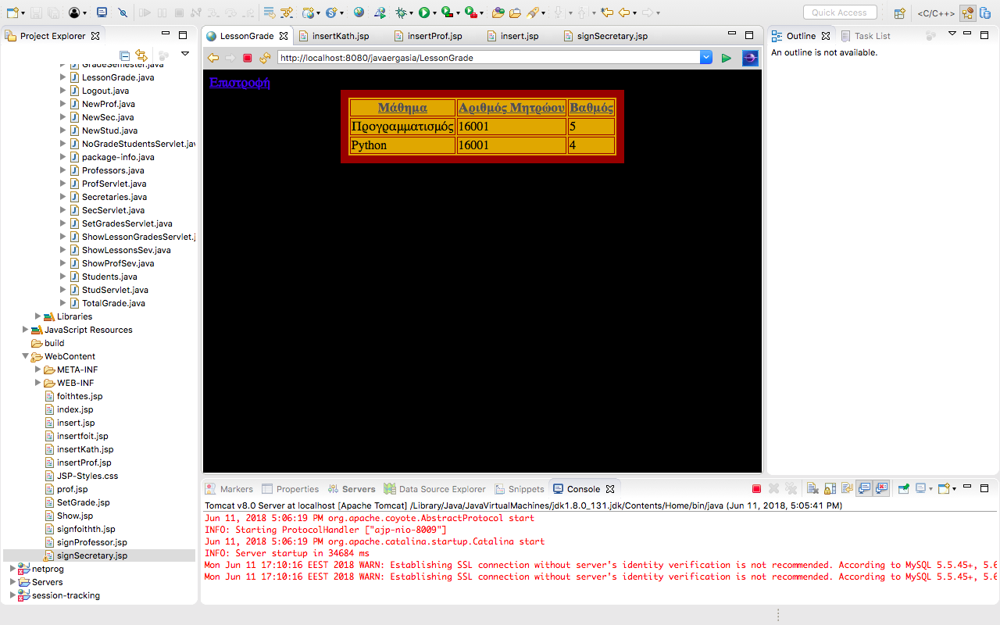 Quick Access
<C/C++>
Project Explorer
GradeSemester.java
LessonGrade.java
Logout.java
NewProf.java
NewSec.java
NewStud.java
NoGradeStudentsServlet.jav
package-info.java
Professors.java
ProfServlet.java
Secretaries.java
SecServlet.java
SetGradesServlet.java
ShowLessonGradesServlet.j
ShowLessonsSev.java
ShowProfSev.java
Students.java
StudServlet.java
TotalGrade.java
Libraries
JavaScript Resources
build
WebContent
META-INF
WEB-INF
foithtes.jsp
index.jsp
insert.jsp
insertfoit.jsp
insertKath.jsp
insertProf.jsp
JSP-Styles.css
prof.jsp
SetGrade.jsp
Show.jsp
signfoithth.jsp
signProfessor.jsp
signSecretary.jsp
netprog
Servers
session-tracking
LessonGrade insertKath.jsp insertProf.jsp insert.jsp signSecretary.jsp
http://localhost:8080/javaergasia/LessonGrade
Επιστροφή
Μάθημα Αριθμός Μητρώου Βαθμός
Προγραμματισμός 16001 5
Python 16001 4
Outline Task List
An outline is not available.
Markers Properties Servers Data Source Explorer Snippets Console
Tomcat v8.0 Server at localhost [Apache Tomcat] /Library/Java/JavaVirtualMachines/jdk1.8.0_131.jdk/Contents/Home/bin/java (Jun 11, 2018, 5:05:41 PM)
Jun 11, 2018 5:06:19 PM org.apache.coyote.AbstractProtocol start
INFO: Starting ProtocolHandler ["ajp-nio-8009"]
Jun 11, 2018 5:06:19 PM org.apache.catalina.startup.Catalina start
INFO: Server startup in 34684 ms
Mon Jun 11 17:10:16 EEST 2018 WARN: Establishing SSL connection without server's identity verification is not recommended. According to MySQL 5.5.45+, 5.6
Mon Jun 11 17:10:16 EEST 2018 WARN: Establishing SSL connection without server's identity verification is not recommended. According to MySQL 5.5.45+, 5.6